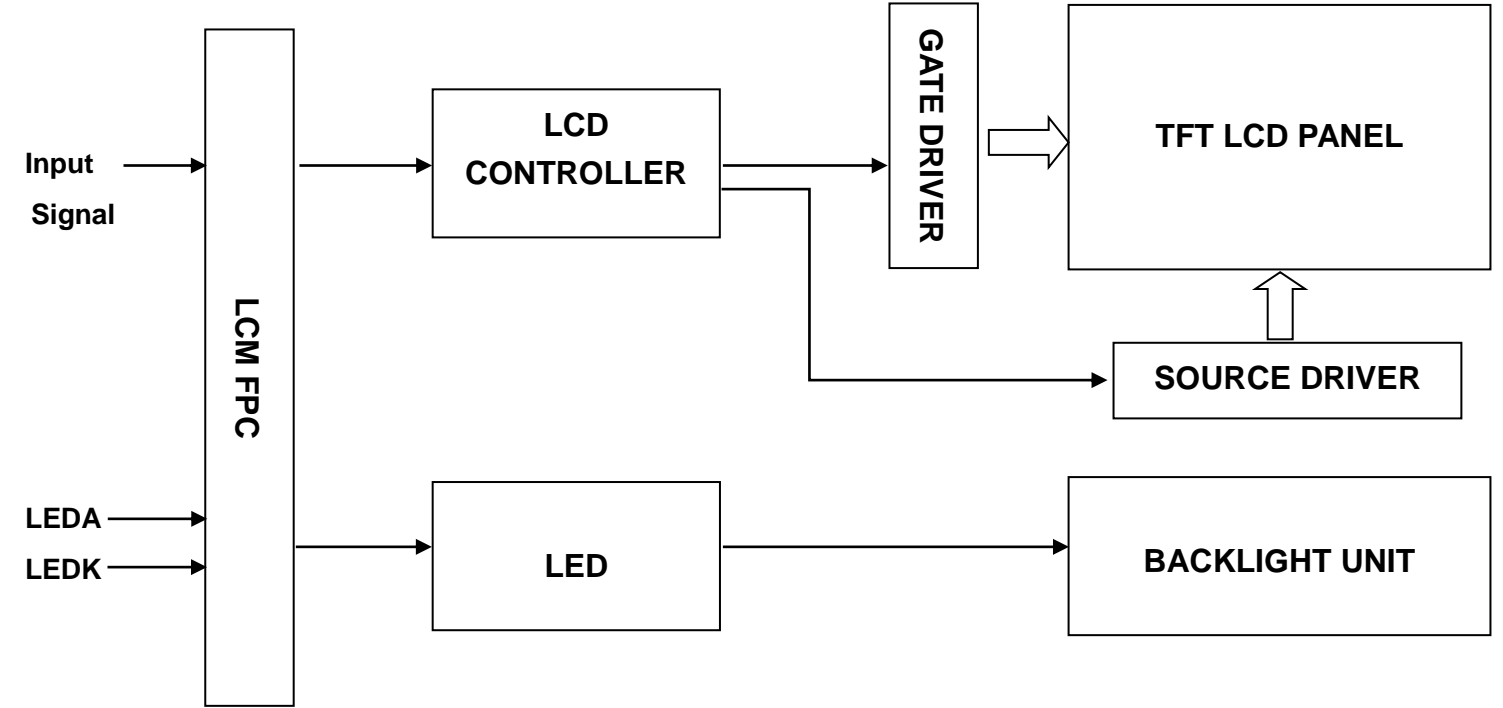 Input
Signal
LEDA
LEDK
LCM FPC
LCD
CONTROLLER
LED
GATE DRIVER
TFT LCD PANEL
SOURCE DRIVER
BACKLIGHT UNIT